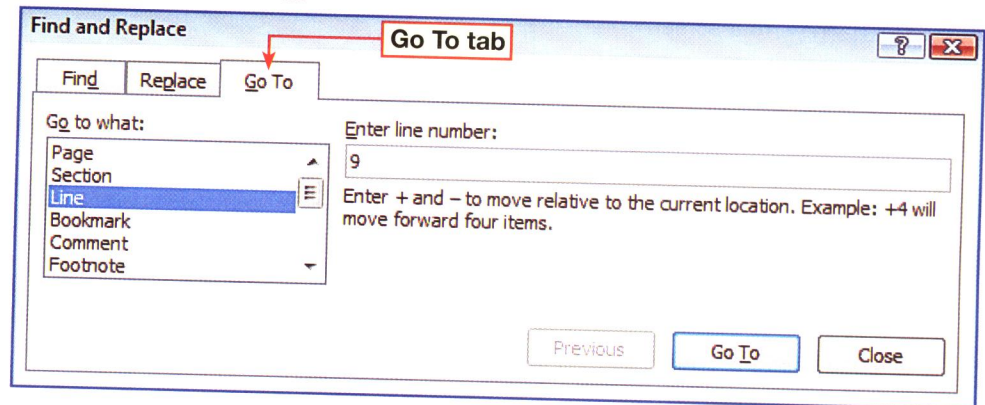 Find and Replace
Go To tab
?
X
Find
Replace
Go To
Go to what:
Page
Section
Line
Bookmark
Comment
Footnote
Enter line number:
9
Enter + and – to move relative to the current location. Example: +4 will
move forward four items.
Previous
Go To
Close